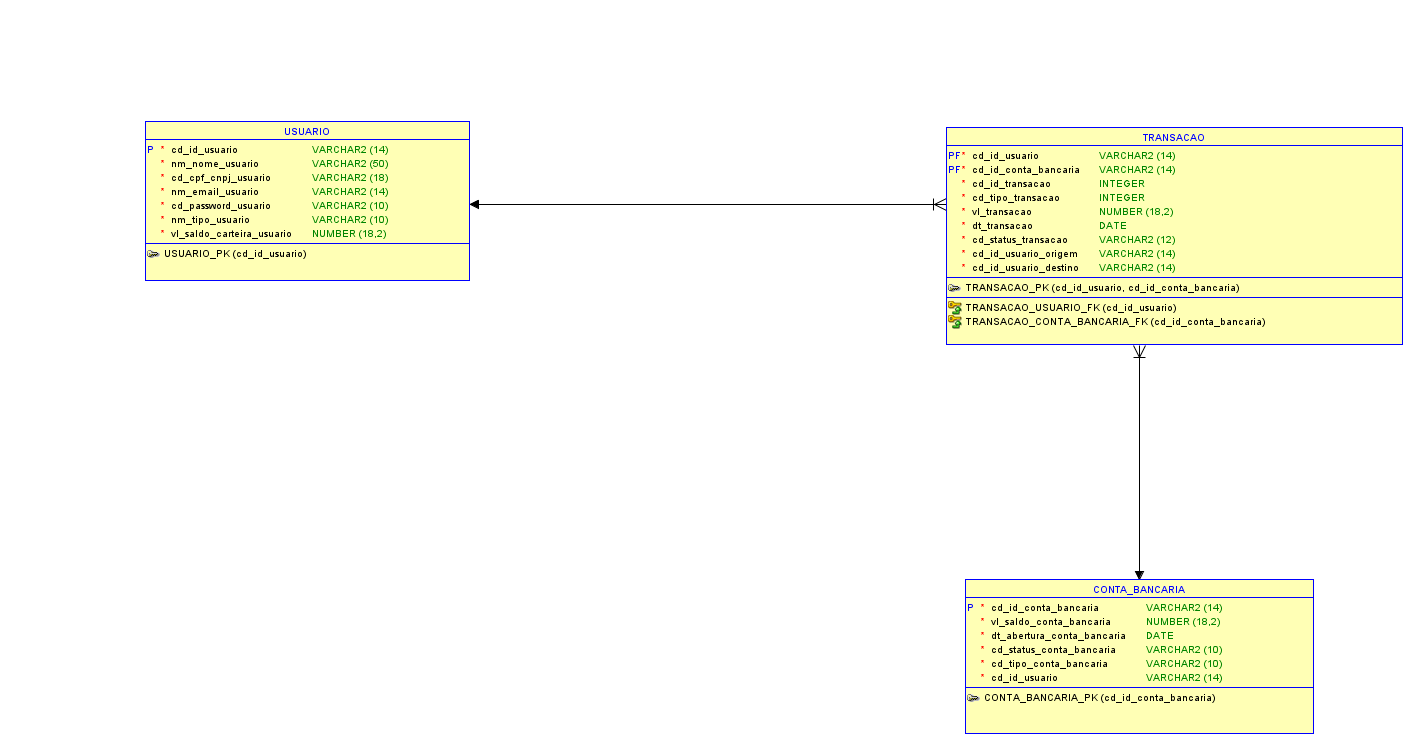 USUARIO
P * cd_id_usuario VARCHAR2 (14)
* nm_nome_usuario VARCHAR2 (50)
* cd_cpf_cnpj_usuario VARCHAR2 (18)
* nm_email_usuario VARCHAR2 (14)
* cd_password_usuario VARCHAR2 (10)
* nm_tipo_usuario VARCHAR2 (10)
* vl_saldo_carteira_usuario NUMBER (18,2)
USUARIO_PK (cd_id_usuario)
TRANSACAO
PF* cd_id_usuario VARCHAR2 (14)
PF* cd_id_conta_bancaria VARCHAR2 (14)
* cd_id_transacao INTEGER
* cd_tipo_transacao INTEGER
* vl_transacao NUMBER (18,2)
* dt_transacao DATE
* cd_status_transacao VARCHAR2 (12)
* cd_id_usuario_origem VARCHAR2 (14)
* cd_id_usuario_destino VARCHAR2 (14)
TRANSACAO_PK (cd_id_usuario, cd_id_conta_bancaria)
TRANSACAO_USUARIO_FK (cd_id_usuario)
TRANSACAO_CONTA_BANCARIA_FK (cd_id_conta_bancaria)
CONTA_BANCARIA
P * cd_id_conta_bancaria VARCHAR2 (14)
* vl_saldo_conta_bancaria NUMBER (18,2)
* dt_abertura_conta_bancaria DATE
* cd_status_conta_bancaria VARCHAR2 (10)
* cd_tipo_conta_bancaria VARCHAR2 (10)
* cd_id_usuario VARCHAR2 (14)
CONTA_BANCARIA_PK (cd_id_conta_bancaria)